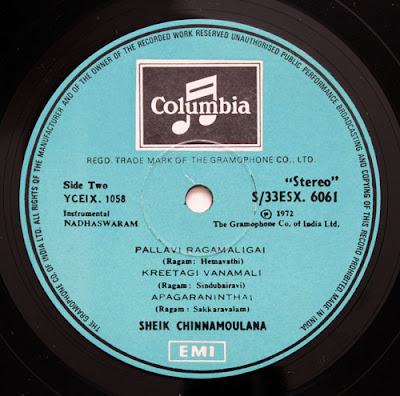 ALL RIGHTS OF THE MANUFACTURER AND OF THE OWNER OF THE RECORDED WORK RESERVED UNAUTHORISED PUBLIC PERFORMANCE BROADCASTING AND COPYING OF THIS RECORD PROHIBITED MADE IN INDIA
THE GRAMOPHONE CO. OF INDIA LTD.
Columbia
REGD. TRADE MARK OF THE GRAMOPHONE CO., LTD.
Side Two
YCEIX. 1058
Instrumental
NADHASWARAM
"Stereo"
S/33ESX. 6061
Ⓟ 1972
The Gramophone Co. of India Ltd.
PALLAVI RAGAMALIGAI
(Ragam: Hemavathi)
KREETAGI VANAMALI
(Ragam: Sindubairavi)
APAGARANINTHAI
(Ragam: Sakkaravalam)
SHEIK CHINNAMOULANA
EMI